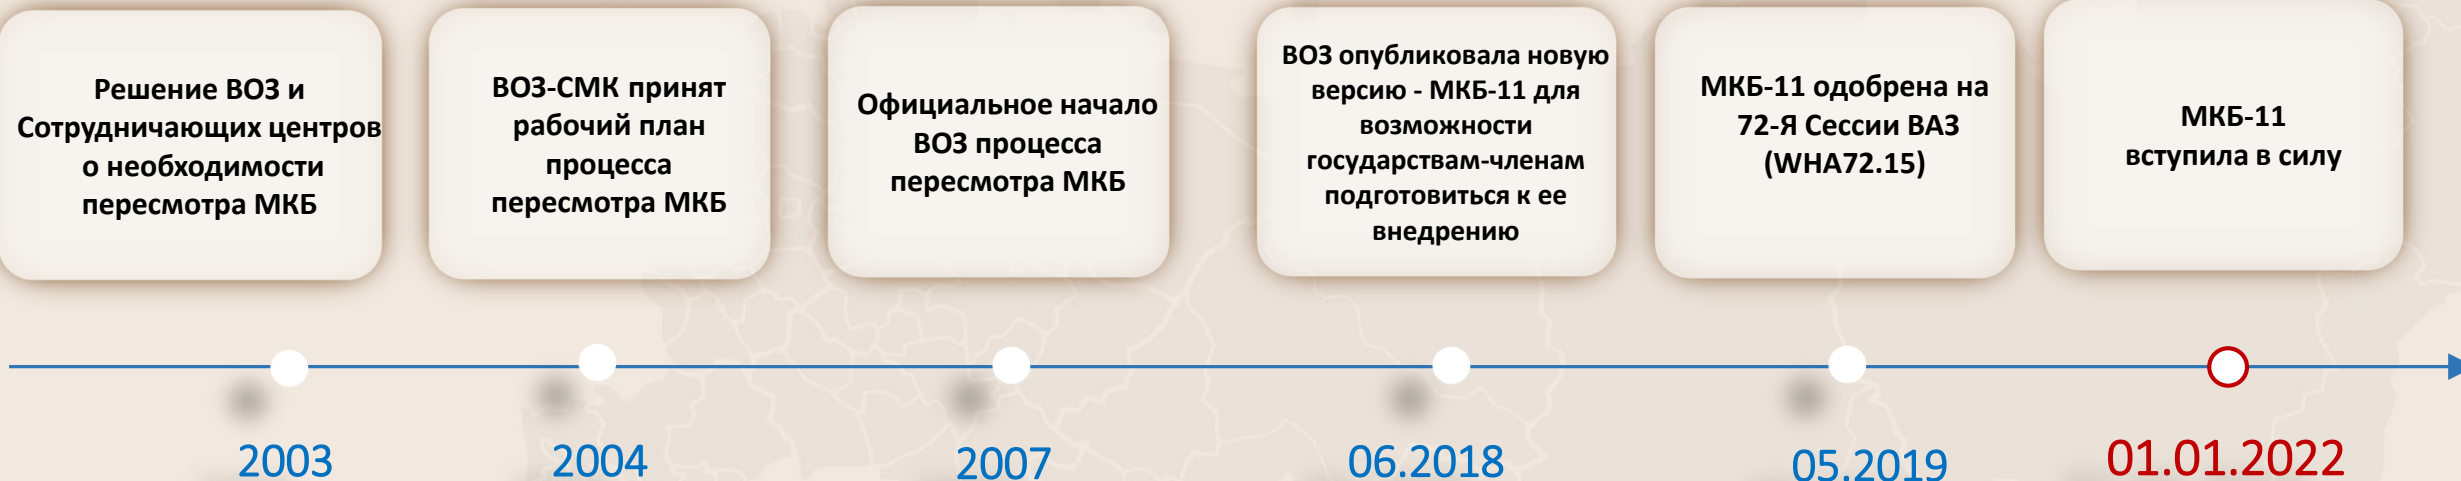 Решение ВОЗ и
Сотрудничающих центров
о необходимости
пересмотра МКБ
ВОЗ-СМК принят
рабочий план
процесса
пересмотра МКБ
Официальное начало
ВОЗ процесса
пересмотра МКБ
ВОЗ опубликовала новую
версию - МКБ-11 для
возможности
государствам-членам
подготовиться к ее
внедрению
МКБ-11 одобрена на
72-Я Сессии ВАЗ
(WHA72.15)
МКБ-11
вступила в силу
2003
2004
2007
06.2018
05.2019
01.01.2022